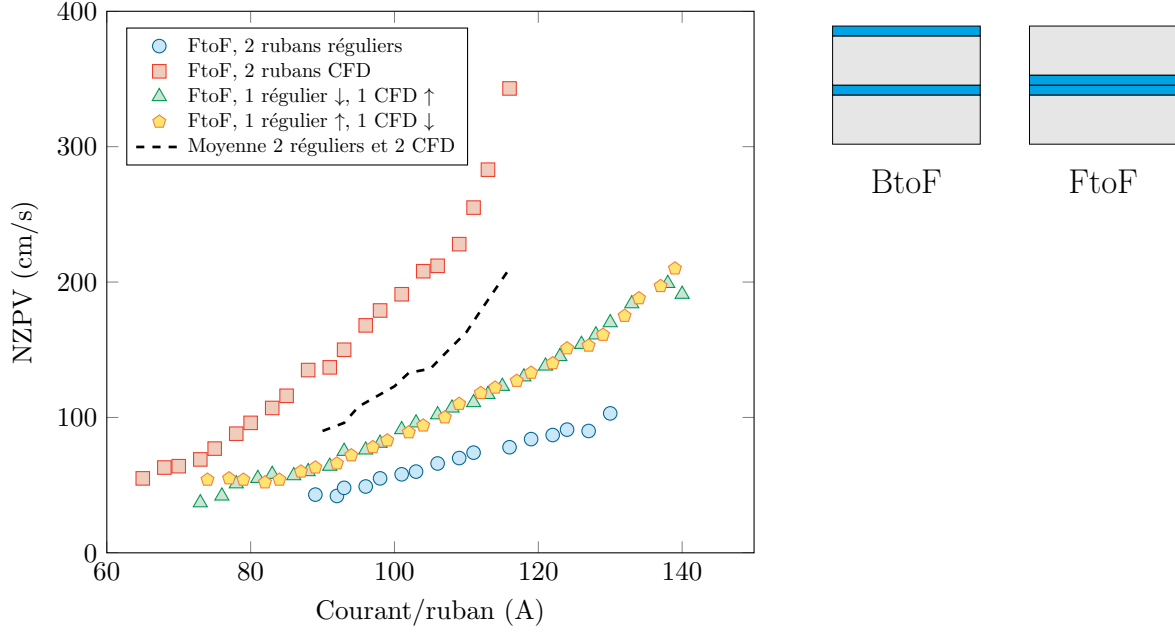 400
300
200
100
0
NZPV (cm/s)
FtoF, 2 rubans réguliers
FtoF, 2 rubans CFD
FtoF, 1 régulier ↓, 1 CFD ↑
FtoF, 1 régulier ↑, 1 CFD ↓
Moyenne 2 réguliers et 2 CFD
60 80 100 120 140
Courant/ruban (A)
BtoF FtoF